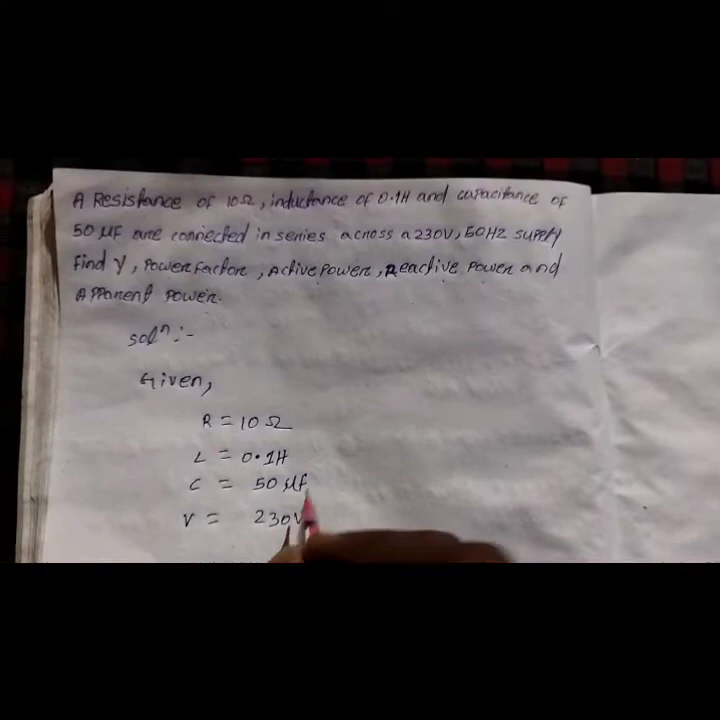 A Resistance of 10Ω, inductance of 0.1H and capacitance of
50 μF are connected in series across a 230V, 50HZ supply
Find Y, Power Factor, Active Power, Reactive Power and
Apparent Power.
Solⁿ:-
Given,
R = 10 Ω
L = 0.1H
C = 50 μf
V = 230V